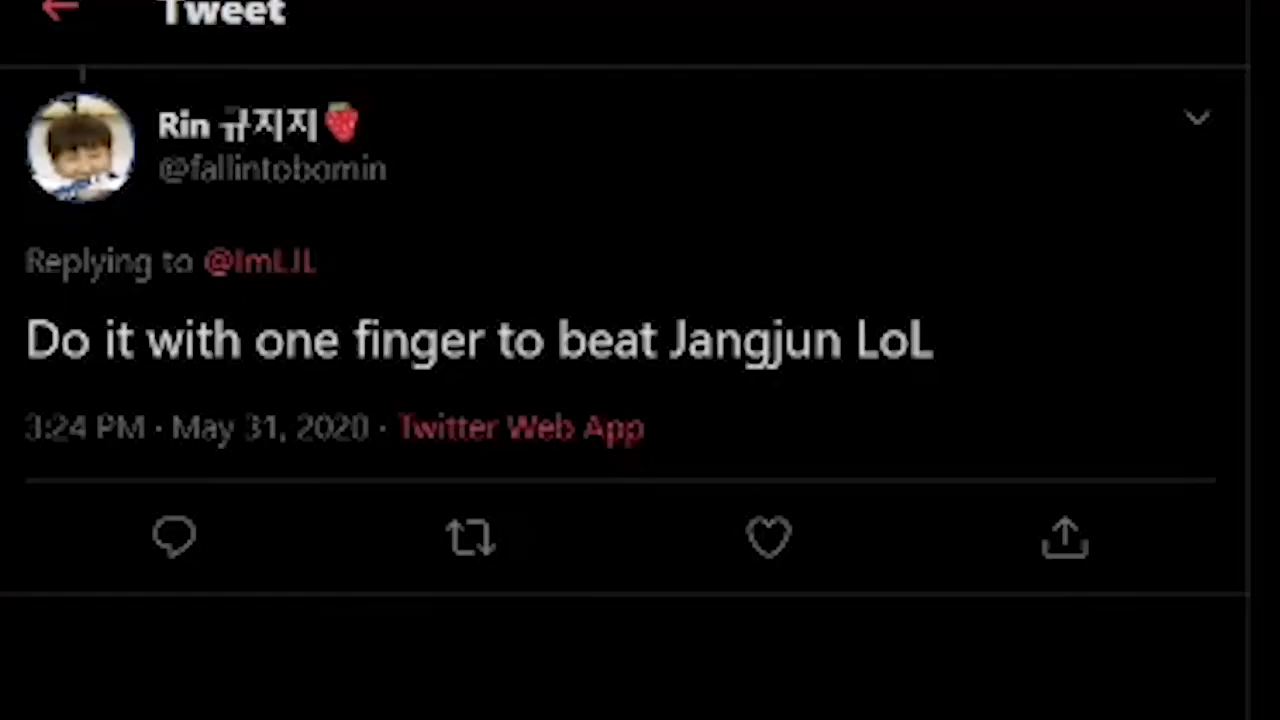 Tweet
Rin 규지지🍓
@fallintobomin
Replying to @ImLJL
Do it with one finger to beat Jangjun LoL
3:24 PM · May 31, 2020 · Twitter Web App